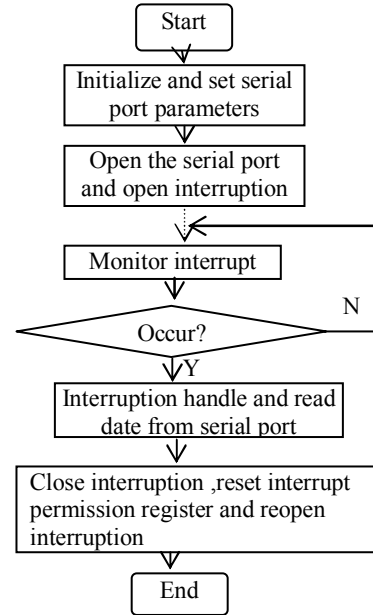 Start
Initialize and set serial
port parameters
Open the serial port
and open interruption
Monitor interrupt
N
Occur?
Y
Interruption handle and read
date from serial port
Close interruption ,reset interrupt
permission register and reopen
interruption
End